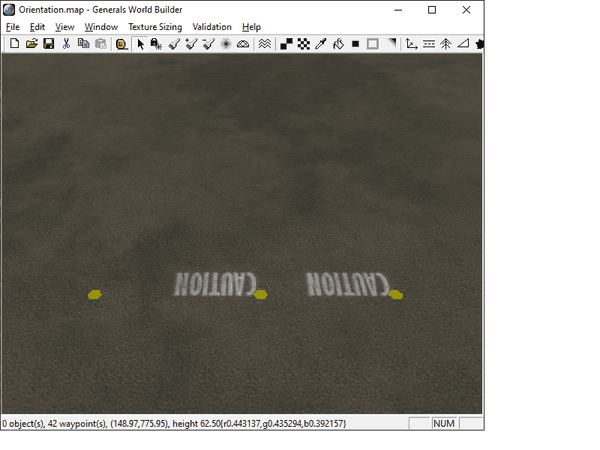 Orientation.map - Generals World Builder
File Edit View Window Texture Sizing Validation Help
CAUTION CAUTION
0 object(s), 42 waypoint(s), (148.97,775.95), height 62.50[r0.443137,g0.435294,b0.392157)
NUM